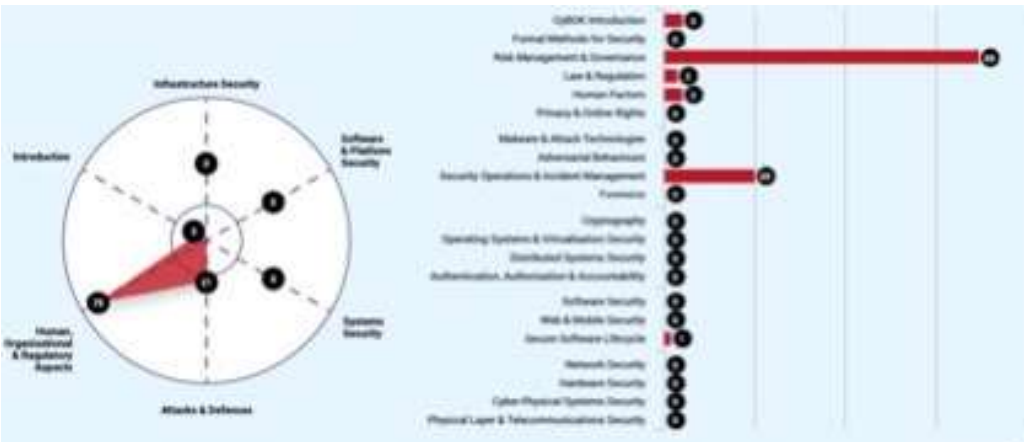 Infrastructure Security
Introduction
Software
& Platform
Security
Systems
Security
Attacks & Defences
Human,
Organisational
& Regulatory
Aspects
CyBOK Introduction
Formal Methods for Security
Risk Management & Governance
Law & Regulation
Human Factors
Privacy & Online Rights
Malware & Attack Technologies
Adversarial Behaviours
Security Operations & Incident Management
Forensics
Cryptography
Operating Systems & Virtualisation Security
Distributed Systems Security
Authentication, Authorisation & Accountability
Software Security
Web & Mobile Security
Secure Software Lifecycle
Network Security
Hardware Security
Cyber-Physical Systems Security
Physical Layer & Telecommunications Security